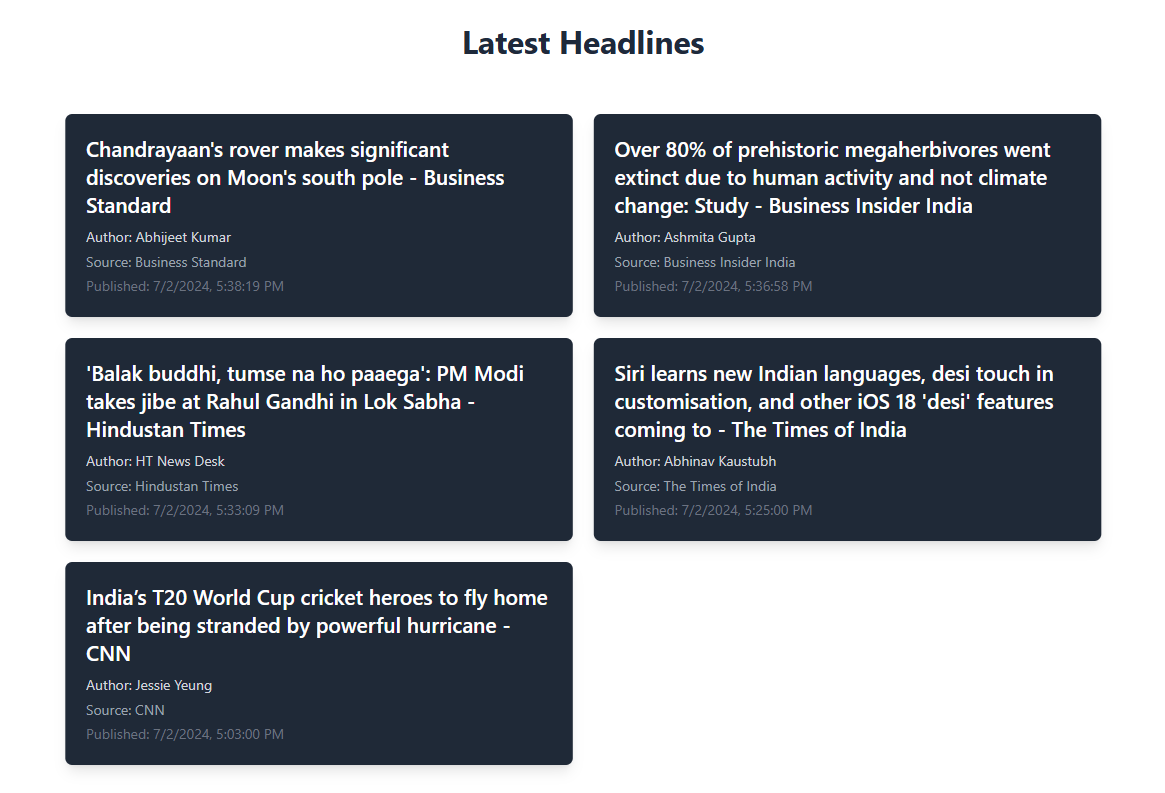 Latest Headlines
Chandrayaan's rover makes significant
discoveries on Moon's south pole - Business
Standard
Author: Abhijeet Kumar
Source: Business Standard
Published: 7/2/2024, 5:38:19 PM
Over 80% of prehistoric megaherbivores went
extinct due to human activity and not climate
change: Study - Business Insider India
Author: Ashmita Gupta
Source: Business Insider India
Published: 7/2/2024, 5:36:58 PM
'Balak buddhi, tumse na ho paaega': PM Modi
takes jibe at Rahul Gandhi in Lok Sabha -
Hindustan Times
Author: HT News Desk
Source: Hindustan Times
Published: 7/2/2024, 5:33:09 PM
Siri learns new Indian languages, desi touch in
customisation, and other iOS 18 'desi' features
coming to - The Times of India
Author: Abhinav Kaustubh
Source: The Times of India
Published: 7/2/2024, 5:25:00 PM
India’s T20 World Cup cricket heroes to fly home
after being stranded by powerful hurricane -
CNN
Author: Jessie Yeung
Source: CNN
Published: 7/2/2024, 5:03:00 PM